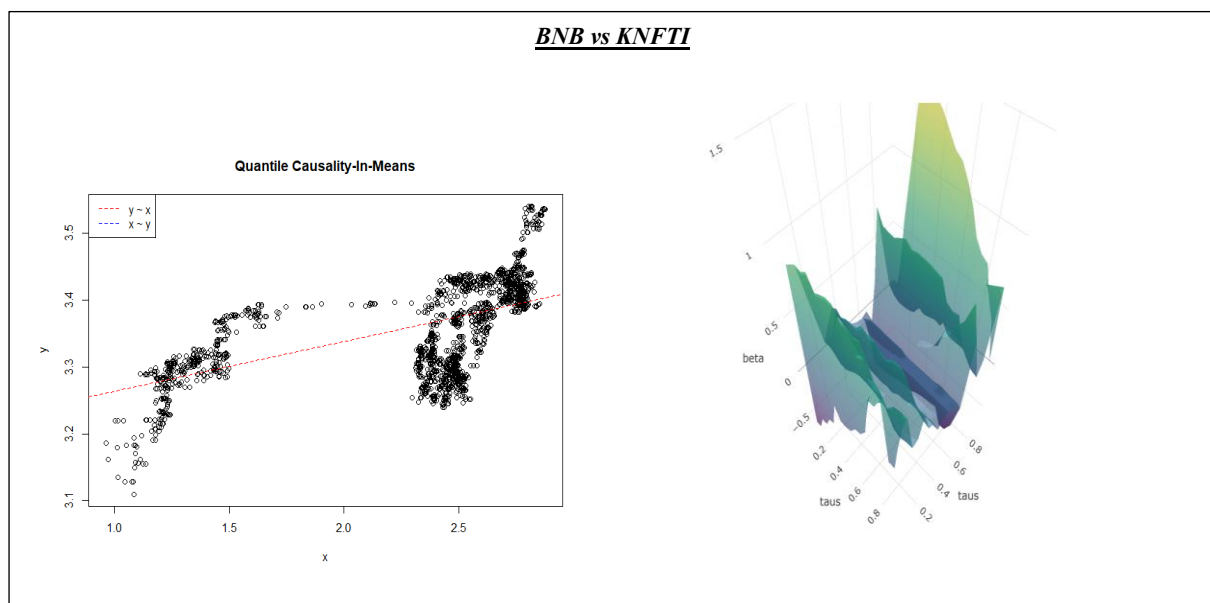 BNB vs KNFTI
Quantile Causality-In-Means
y ~ x
x ~ y
3.5
3.4
3.3
3.2
3.1
y
1.0 1.5 2.0 2.5
x
1.5
1
0.5
0
−0.5
beta
0.2
0.4
0.6
0.8
taus
0.8
0.6
0.4
0.2
taus